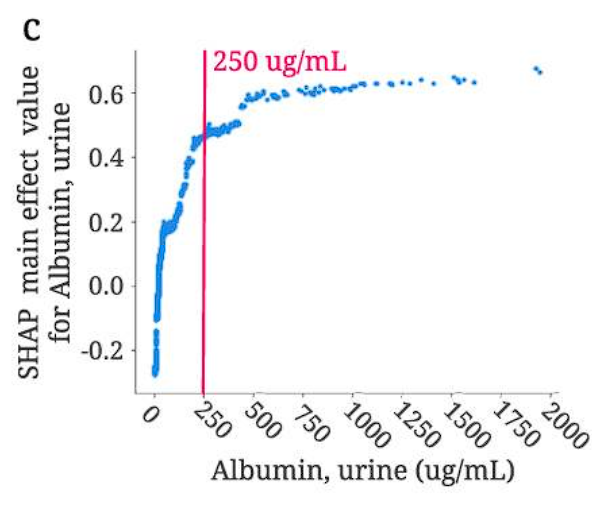 C
250 ug/mL
SHAP main effect value
for Albumin, urine
0.6
0.4
0.2
0.0
-0.2
0
250
500
750
1000
1250
1500
1750
2000
Albumin, urine (ug/mL)